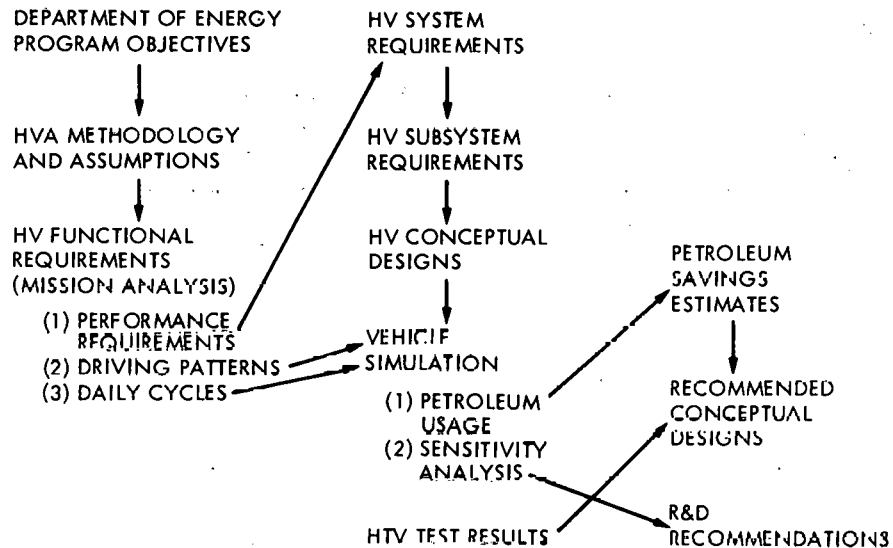 DEPARTMENT OF ENERGY
PROGRAM OBJECTIVES
HVA METHODOLOGY
AND ASSUMPTIONS
HV FUNCTIONAL
REQUIREMENTS
(MISSION ANALYSIS)
(1) PERFORMANCE
REQUIREMENTS
(2) DRIVING PATTERNS
(3) DAILY CYCLES
HV SYSTEM
REQUIREMENTS
HV SUBSYSTEM
REQUIREMENTS
HV CONCEPTUAL
DESIGNS
VEHICLE
SIMULATION
(1) PETROLEUM
USAGE
(2) SENSITIVITY
ANALYSIS
HTV TEST RESULTS
PETROLEUM
SAVINGS
ESTIMATES
RECOMMENDED
CONCEPTUAL
DESIGNS
R&D
RECOMMENDATIONS